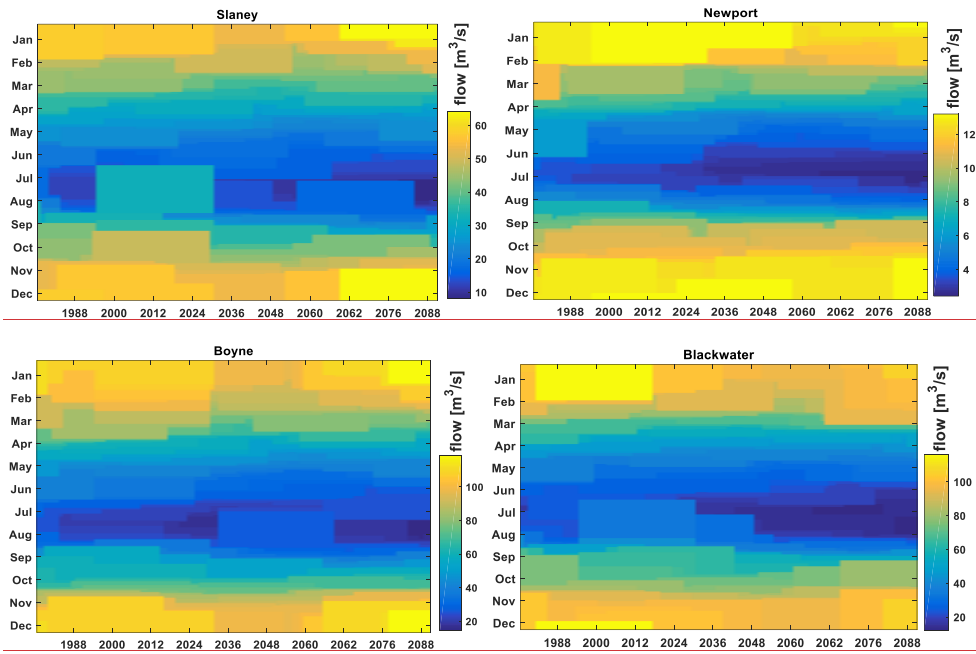 Slaney
Jan
Feb
Mar
Apr
May
Jun
Jul
Aug
Sep
Oct
Nov
Dec
1988 2000 2012 2024 2036 2048 2060 2062 2076 2088
flow [m³/s]
60
50
40
30
20
10
Newport
Jan
Feb
Mar
Apr
May
Jun
Jul
Aug
Sep
Oct
Nov
Dec
1988 2000 2012 2024 2036 2048 2060 2062 2076 2088
flow [m³/s]
12
10
8
6
4
Boyne
Jan
Feb
Mar
Apr
May
Jun
Jul
Aug
Sep
Oct
Nov
Dec
1988 2000 2012 2024 2036 2048 2060 2062 2076 2088
flow [m³/s]
100
80
60
40
20
Blackwater
Jan
Feb
Mar
Apr
May
Jun
Jul
Aug
Sep
Oct
Nov
Dec
1988 2000 2012 2024 2036 2048 2060 2062 2076 2088
flow [m³/s]
100
80
60
40
20